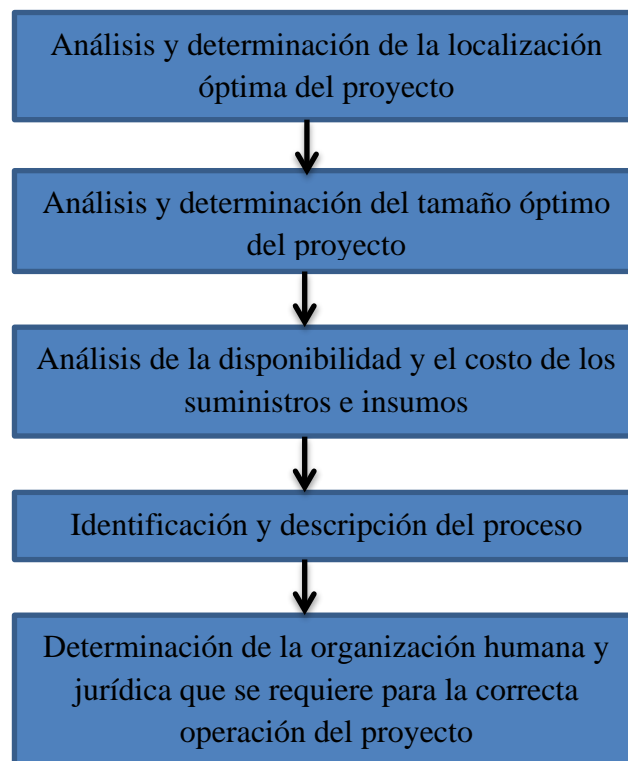 Análisis y determinación de la localización
óptima del proyecto
Análisis y determinación del tamaño óptimo
del proyecto
Análisis de la disponibilidad y el costo de los
suministros e insumos
Identificación y descripción del proceso
Determinación de la organización humana y
jurídica que se requiere para la correcta
operación del proyecto